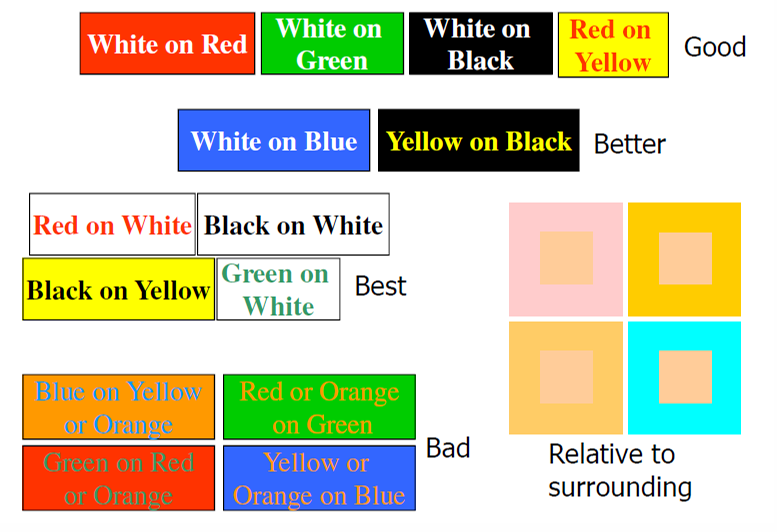 White on Red
White on
Green
White on
Black
Red on
Yellow
Good
White on Blue
Yellow on Black
Better
Red on White
Black on White
Black on Yellow
Green on
White
Best
Blue on Yellow
or Orange
Red or Orange
on Green
Green on Red
or Orange
Yellow or
Orange on Blue
Bad
Relative to
surrounding